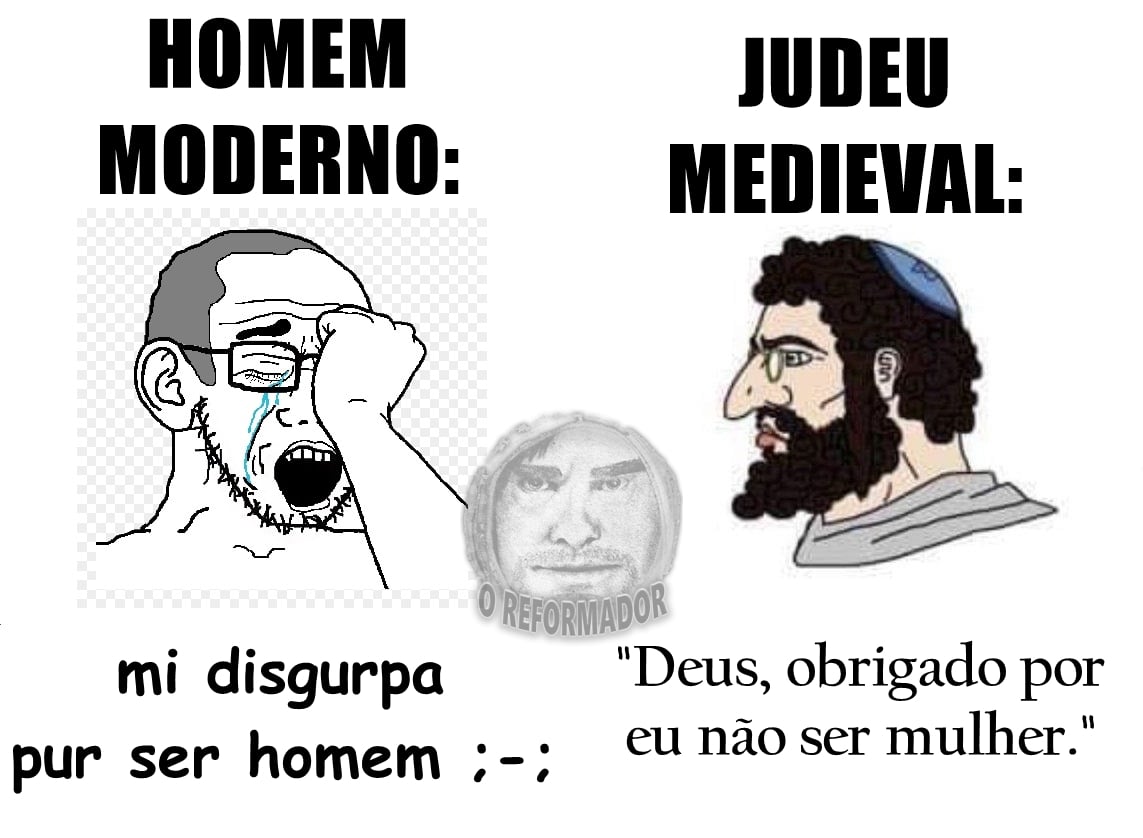 HOMEM
MODERNO:
JUDEU
MEDIEVAL:
O REFORMADOR
mi disgurpa
pur ser homem ;-;
"Deus, obrigado por
eu não ser mulher."